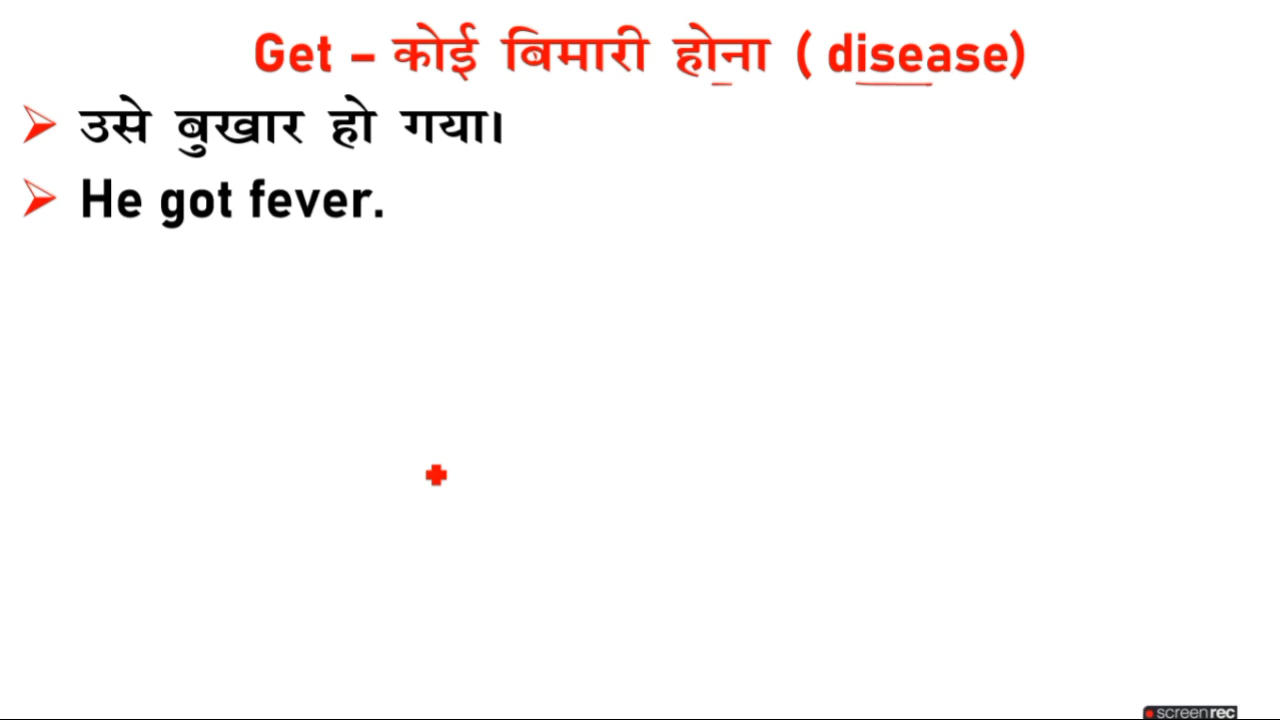 Get – कोई बिमारी होना ( disease)
उसे बुखार हो गया।
He got fever.
screenrec